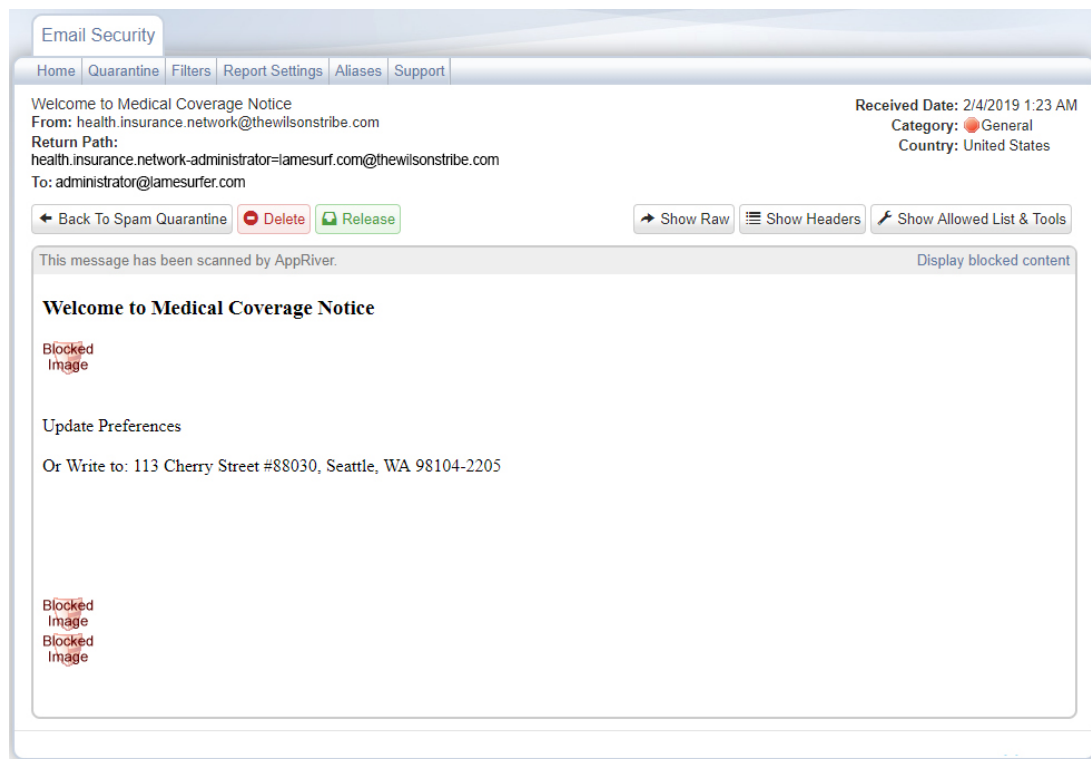 Email Security
Home Quarantine Filters Report Settings Aliases Support
Welcome to Medical Coverage Notice
From: health.insurance.network@thewilsonstribe.com
Return Path:
health.insurance.network-administrator=lamesurf.com@thewilsonstribe.com
To: administrator@lamesurfer.com
Received Date: 2/4/2019 1:23 AM
Category: General
Country: United States
Back To Spam Quarantine Delete Release Show Raw Show Headers Show Allowed List & Tools
This message has been scanned by AppRiver. Display blocked content
Welcome to Medical Coverage Notice
Blocked
Image
Update Preferences
Or Write to: 113 Cherry Street #88030, Seattle, WA 98104-2205
Blocked
Image
Blocked
Image